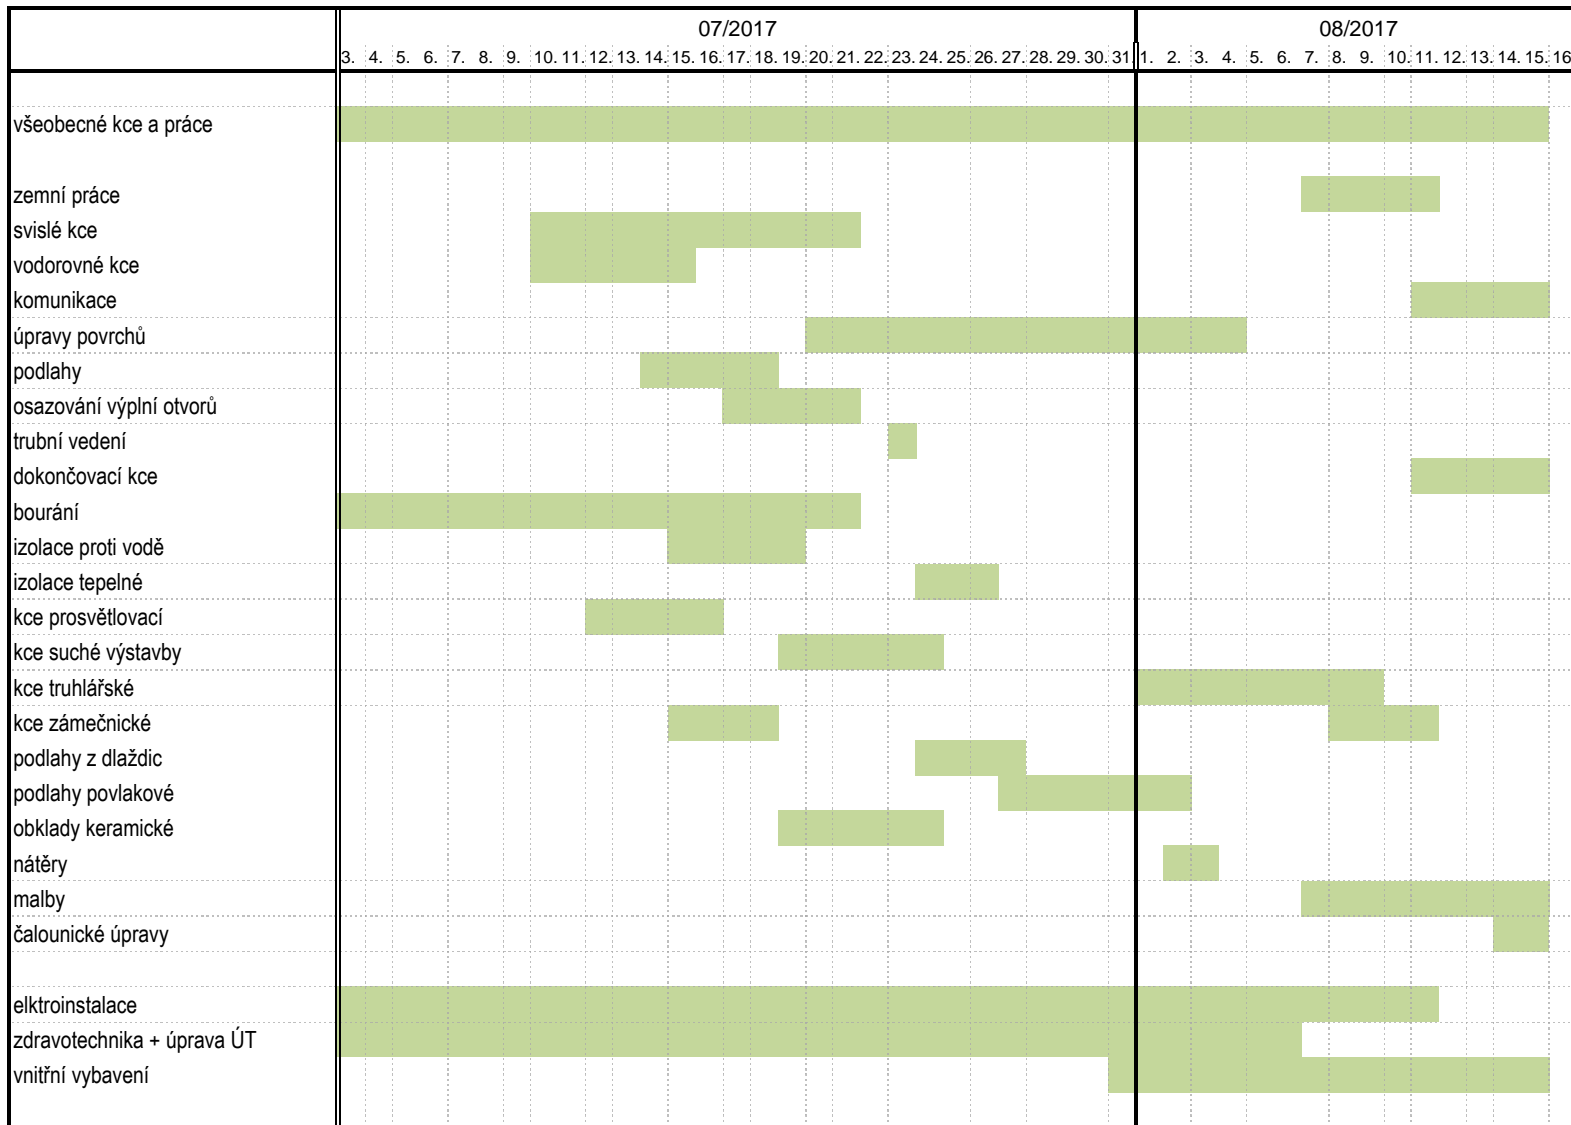 07/2017 08/2017
3. 4. 5. 6. 7. 8. 9. 10. 11. 12. 13. 14. 15. 16. 17. 18. 19. 20. 21. 22. 23. 24. 25. 26. 27. 28. 29. 30. 31. 1. 2. 3. 4. 5. 6. 7. 8. 9. 10. 11. 12. 13. 14. 15. 16
všeobecné kce a práce
zemní práce
svislé kce
vodorovné kce
komunikace
úpravy povrchů
podlahy
osazování výplní otvorů
trubní vedení
dokončovací kce
bourání
izolace proti vodě
izolace tepelné
kce prosvětlovací
kce suché výstavby
kce truhlářské
kce zámečnické
podlahy z dlaždic
podlahy povlakové
obklady keramické
nátěry
malby
čalounické úpravy
elktroinstalace
zdravotechnika + úprava ÚT
vnitřní vybavení